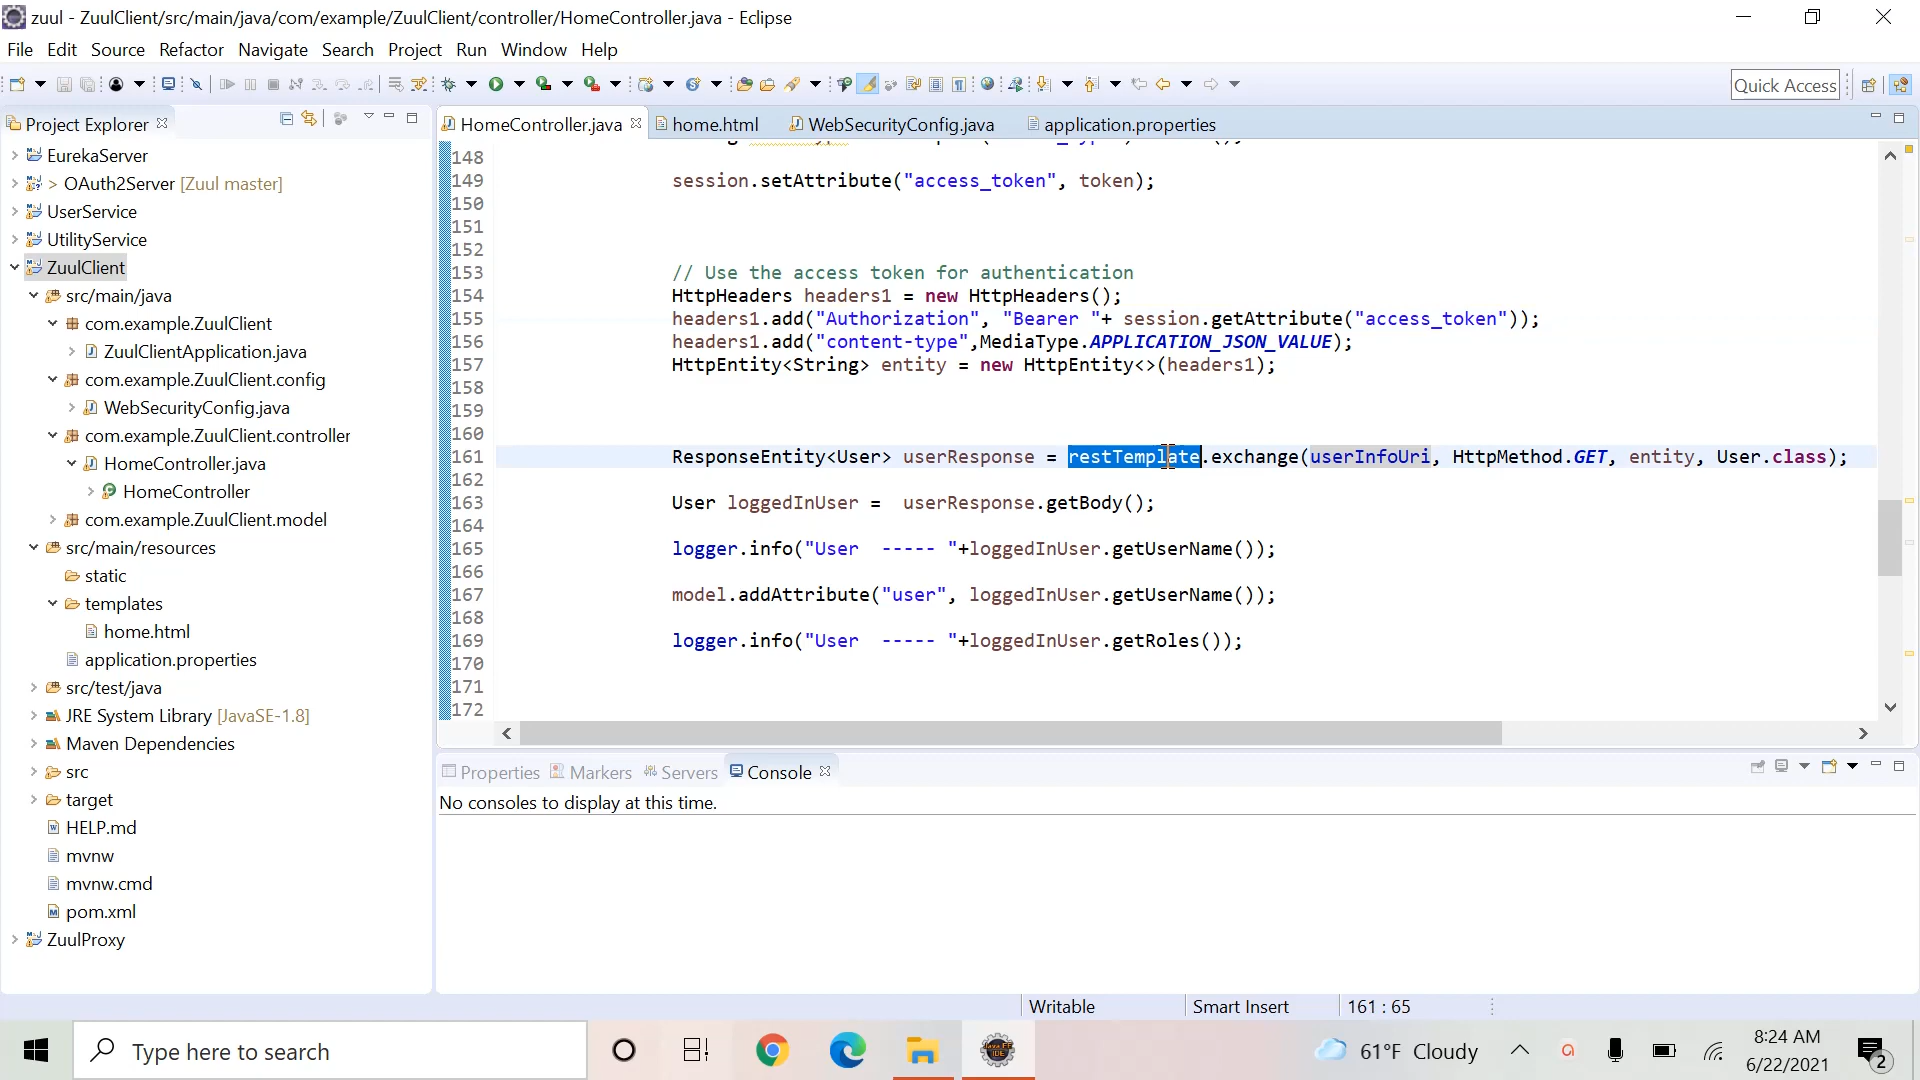 zuul - ZuulClient/src/main/java/com/example/ZuulClient/controller/HomeController.java - Eclipse
File Edit Source Refactor Navigate Search Project Run Window Help
Quick Access
Project Explorer
EurekaServer
> OAuth2Server [Zuul master]
UserService
UtilityService
ZuulClient
src/main/java
com.example.ZuulClient
ZuulClientApplication.java
com.example.ZuulClient.config
WebSecurityConfig.java
com.example.ZuulClient.controller
HomeController.java
HomeController
com.example.ZuulClient.model
src/main/resources
static
templates
home.html
application.properties
src/test/java
JRE System Library [JavaSE-1.8]
Maven Dependencies
src
target
HELP.md
mvnw
mvnw.cmd
pom.xml
ZuulProxy
HomeController.java home.html WebSecurityConfig.java application.properties
148
149 session.setAttribute("access_token", token);
150
151
152
153 // Use the access token for authentication
154 HttpHeaders headers1 = new HttpHeaders();
155 headers1.add("Authorization", "Bearer "+ session.getAttribute("access_token"));
156 headers1.add("content-type",MediaType.APPLICATION_JSON_VALUE);
157 HttpEntity<String> entity = new HttpEntity<>(headers1);
158
159
160
161 ResponseEntity<User> userResponse = restTemplate.exchange(userInfoUri, HttpMethod.GET, entity, User.class);
162
163 User loggedInUser =  userResponse.getBody();
164
165 logger.info("User  ----- "+loggedInUser.getUserName());
166
167 model.addAttribute("user", loggedInUser.getUserName());
168
169 logger.info("User  ----- "+loggedInUser.getRoles());
170
171
172
Properties Markers Servers Console
No consoles to display at this time.
Writable Smart Insert 161 : 65
Type here to search
61°F Cloudy
8:24 AM
6/22/2021
2